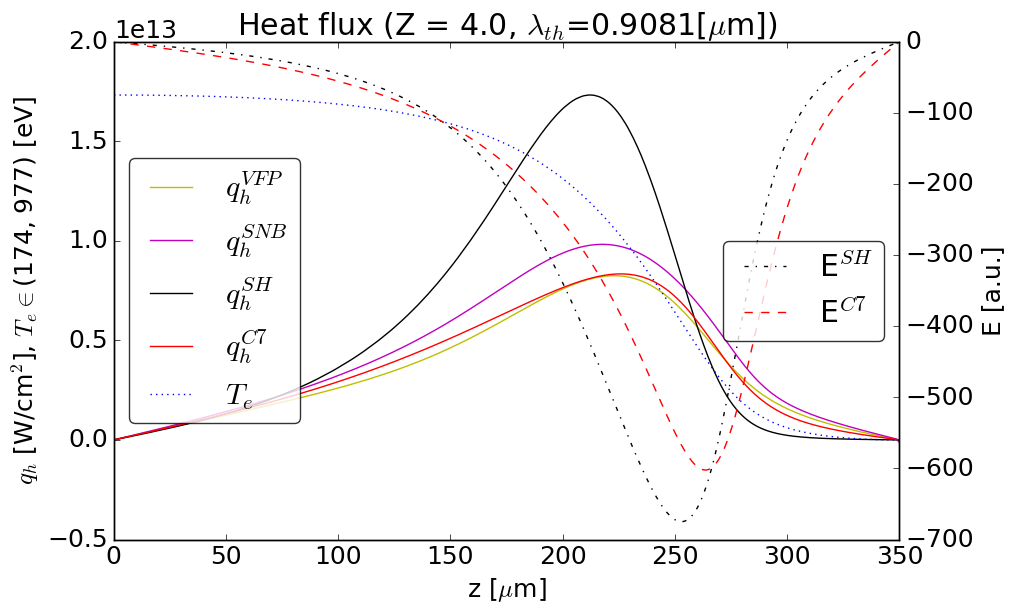 Heat flux (Z = 4.0, λ_{th}=0.9081[μm])
1e13
2.0
1.5
1.0
0.5
0.0
−0.5
q_h [W/cm²], T_e ∈ (174, 977) [eV]
q_h^{VFP}
q_h^{SNB}
q_h^{SH}
q_h^{C7}
T_e
E^{SH}
E^{C7}
0
−100
−200
−300
−400
−500
−600
−700
E [a.u.]
0 50 100 150 200 250 300 350
z [μm]